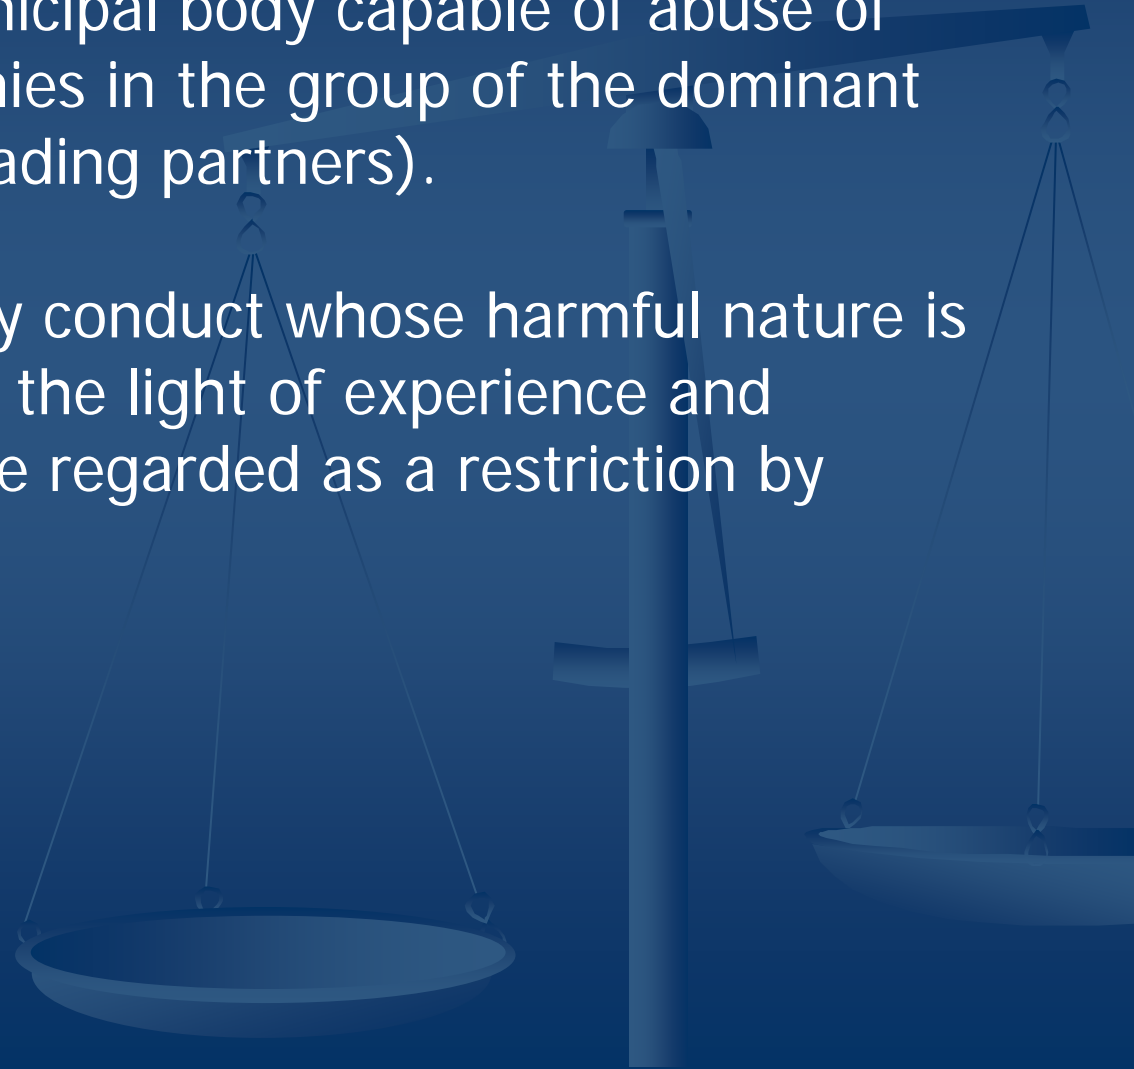 nicipal body capable of abuse of
nies in the group of the dominant
ading partners).
y conduct whose harmful nature is
the light of experience and
e regarded as a restriction by